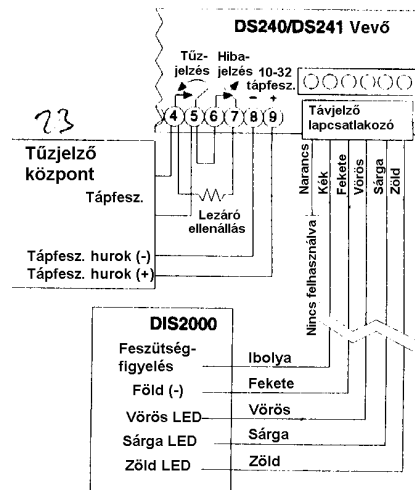 DS240/DS241 Vevő
Tűz-
jelzés
Hiba-
jelzés
10-32
tápfesz.
- +
4 5 6 7 8 9
Távjelző
lapcsatlakozó
23
Tűzjelző
központ
Tápfesz.
Lezáró
ellenállás
Tápfesz. hurok (-)
Tápfesz. hurok (+)
Narancs
Kék
Fekete
Vörös
Sárga
Zöld
Nincs felhasználva
DIS2000
Feszütség-
figyelés
Ibolya
Föld (-)
Fekete
Vörös LED
Vörös
Sárga LED
Sárga
Zöld LED
Zöld